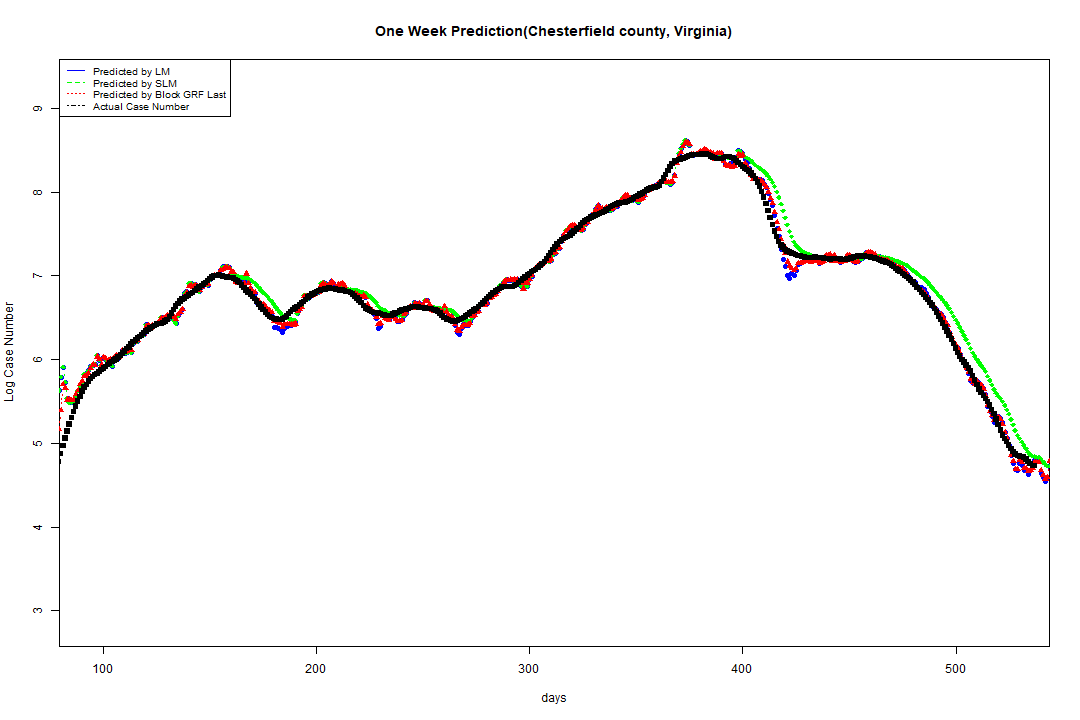 One Week Prediction(Chesterfield county, Virginia)
Predicted by LM
Predicted by SLM
Predicted by Block GRF Last
Actual Case Number
9
8
7
6
5
4
3
Log Case Number
100 200 300 400 500
days